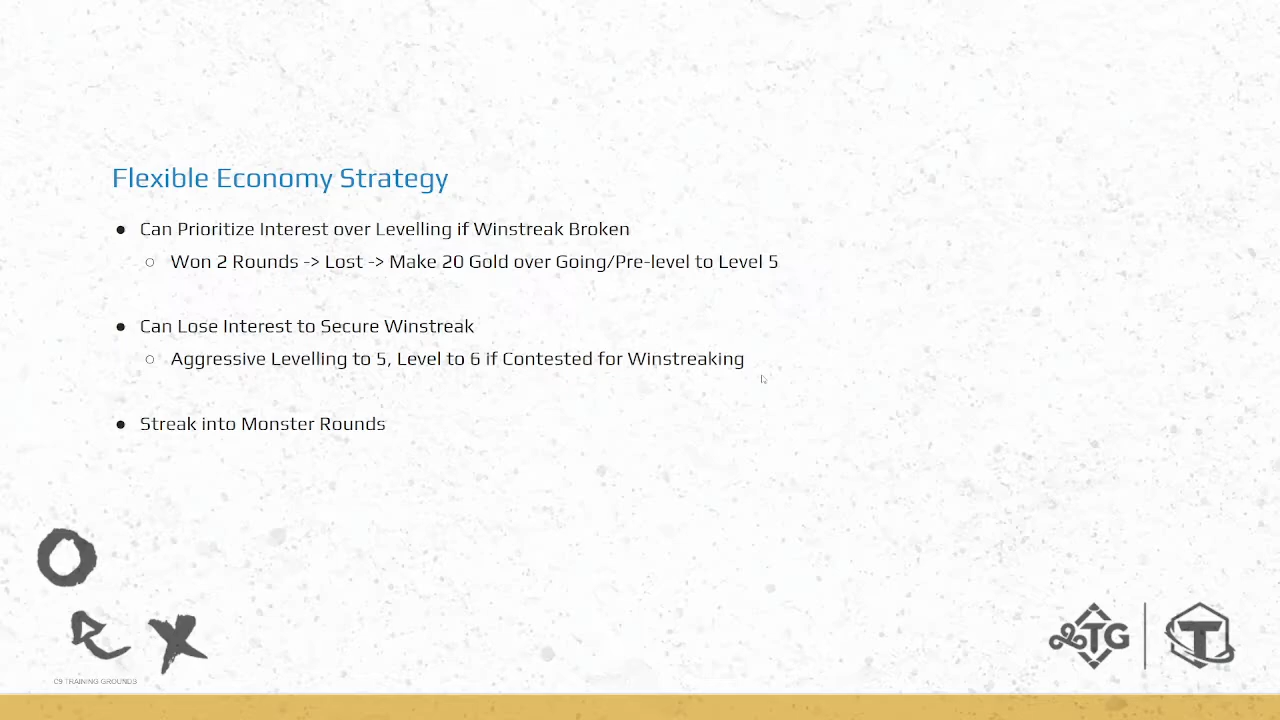 Flexible Economy Strategy
● Can Prioritize Interest over Levelling if Winstreak Broken
○ Won 2 Rounds -> Lost -> Make 20 Gold over Going/Pre-level to Level 5
● Can Lose Interest to Secure Winstreak
○ Aggressive Levelling to 5, Level to 6 if Contested for Winstreaking
● Streak into Monster Rounds
TG
T
C9 TRAINING GROUNDS